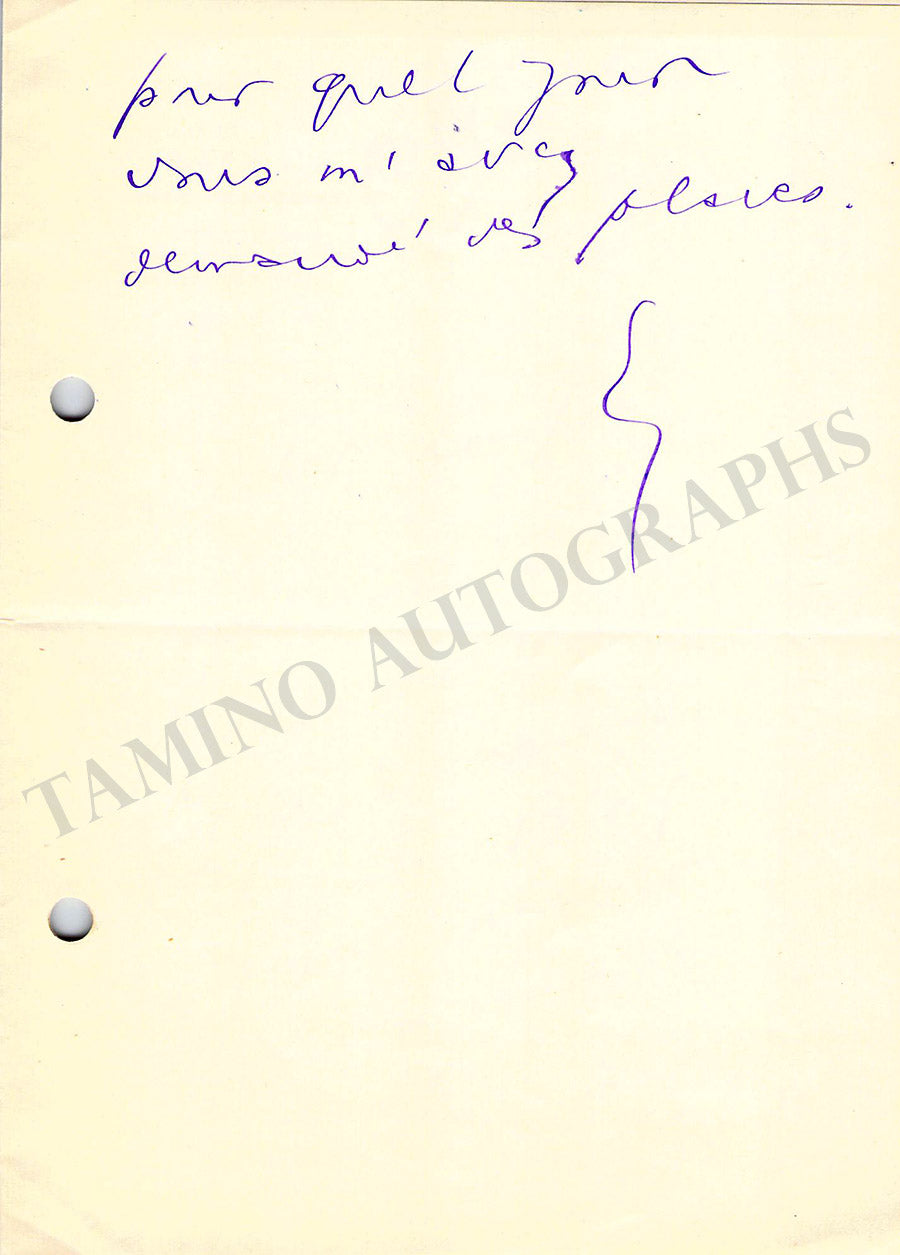 pour quel jour
vous m'avez
demandé des places.
TAMINO AUTOGRAPHS